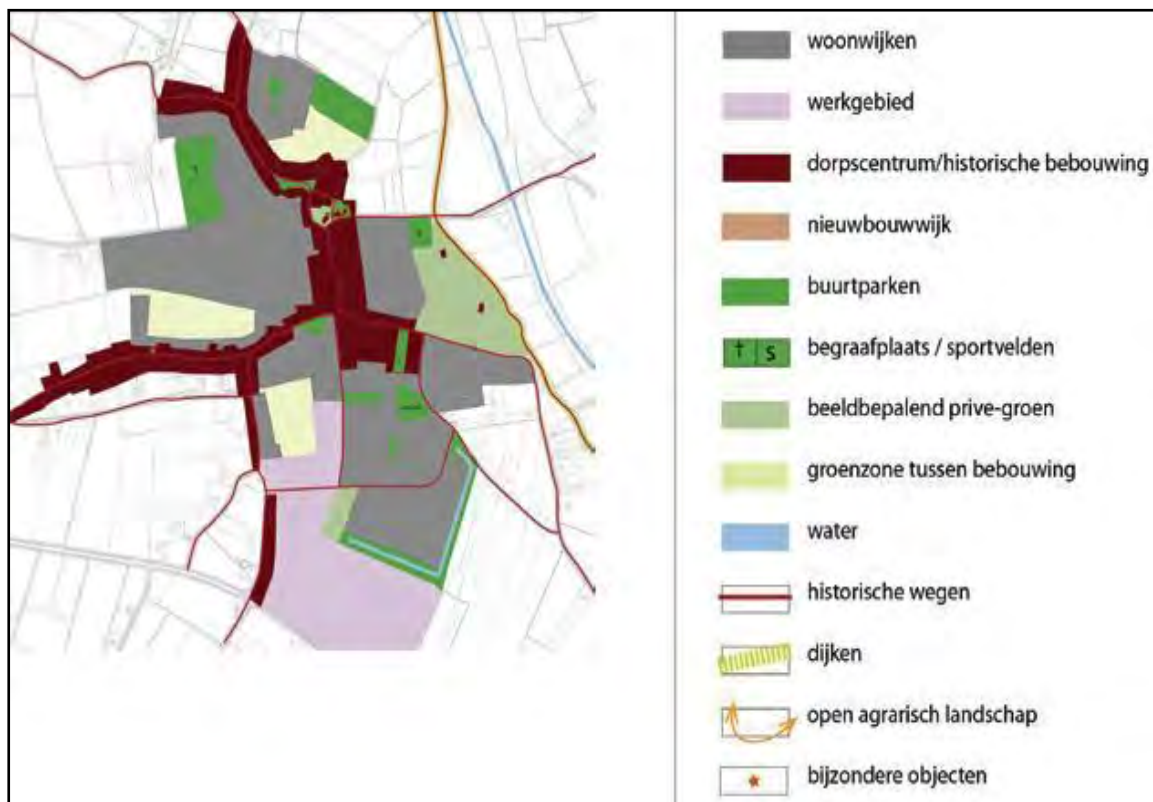 woonwijken
werkgebied
dorpscentrum/historische bebouwing
nieuwbouwwijk
buurtparken
† S begraafplaats / sportvelden
beeldbepalend prive-groen
groenzone tussen bebouwing
water
historische wegen
dijken
open agrarisch landschap
bijzondere objecten